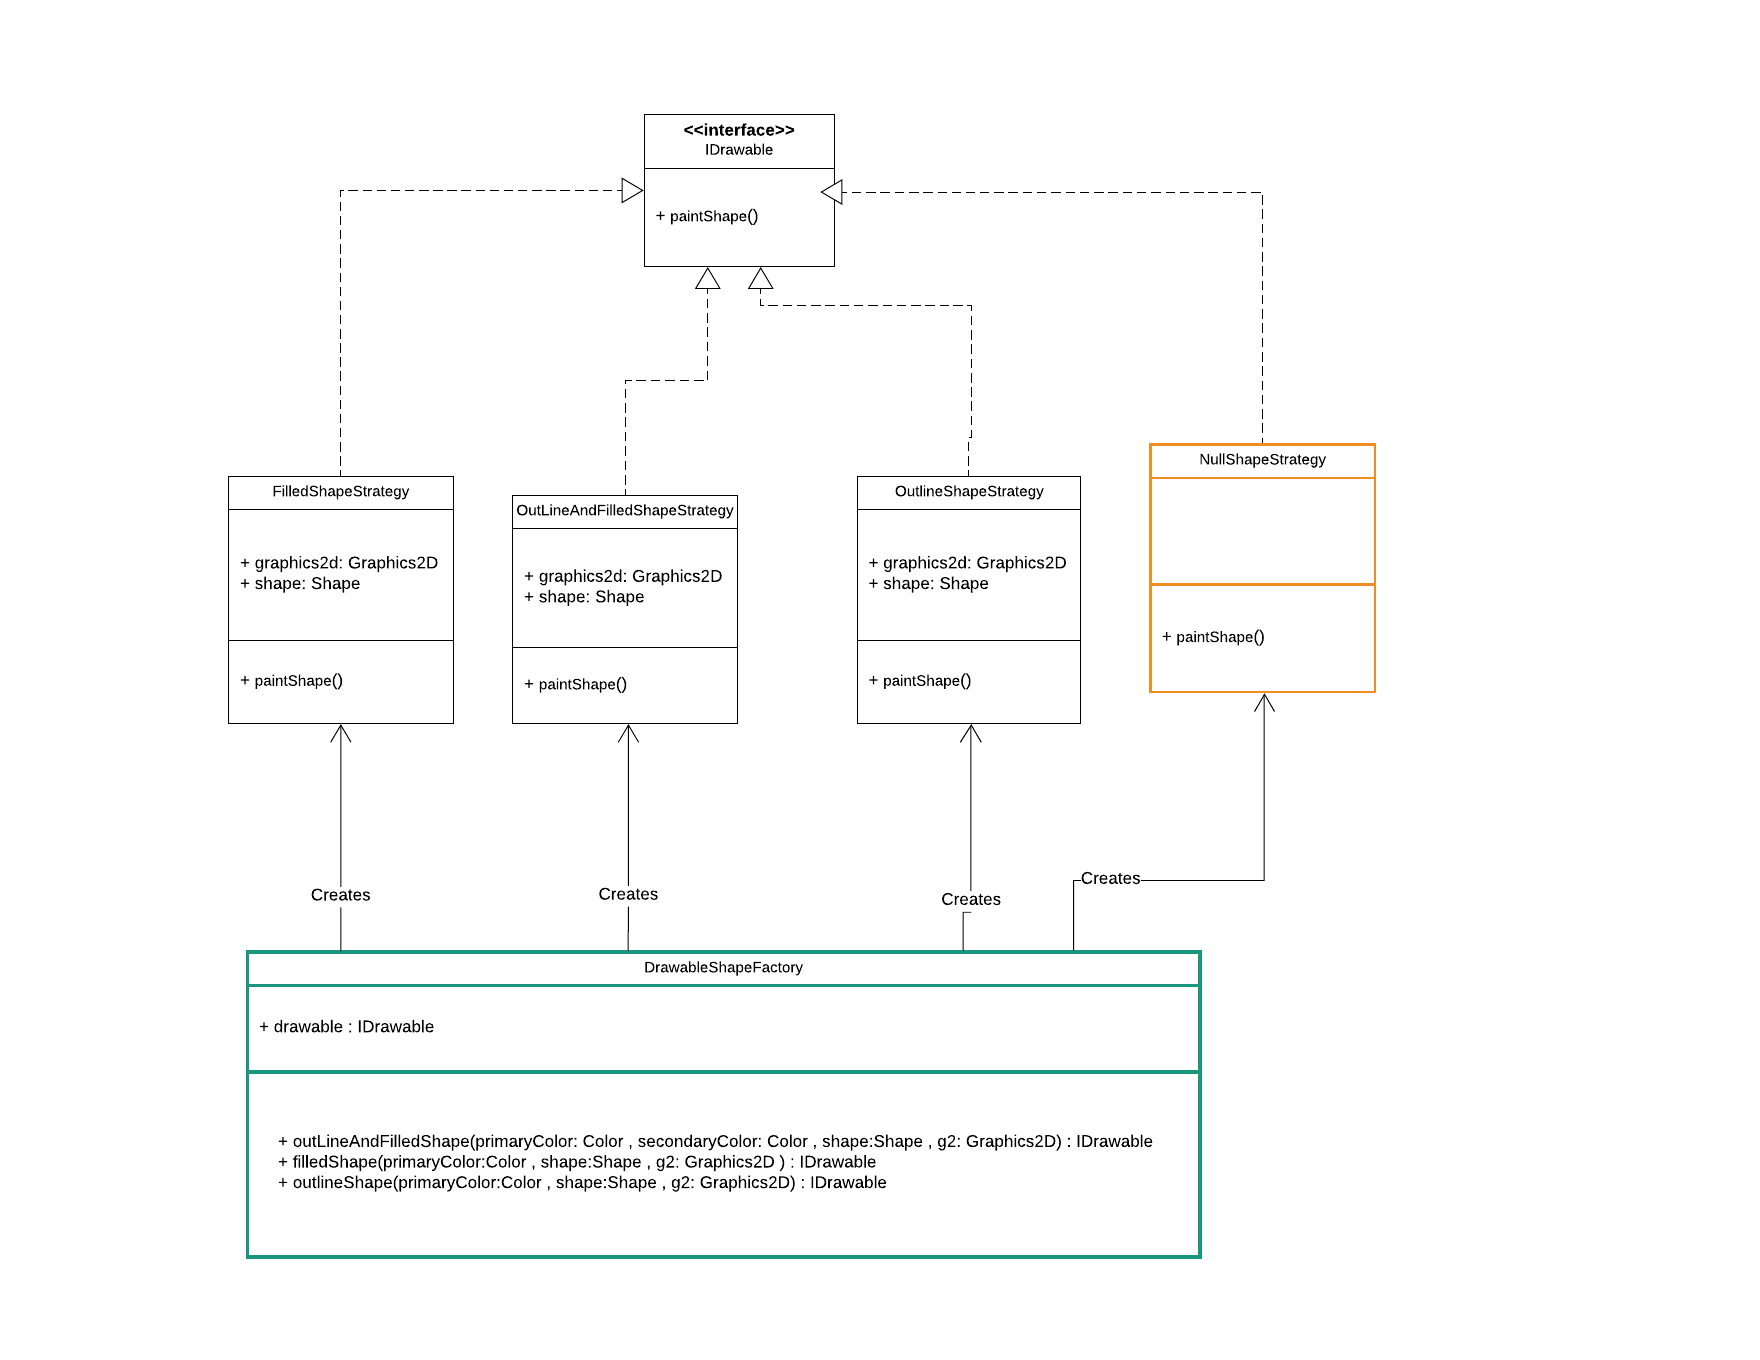 <<interface>>
IDrawable
+ paintShape()
FilledShapeStrategy
+ graphics2d: Graphics2D
+ shape: Shape
+ paintShape()
OutLineAndFilledShapeStrategy
+ graphics2d: Graphics2D
+ shape: Shape
+ paintShape()
OutlineShapeStrategy
+ graphics2d: Graphics2D
+ shape: Shape
+ paintShape()
NullShapeStrategy
+ paintShape()
Creates
Creates
Creates
Creates
DrawableShapeFactory
+ drawable : IDrawable
+ outLineAndFilledShape(primaryColor: Color , secondaryColor: Color , shape:Shape , g2: Graphics2D) : IDrawable
+ filledShape(primaryColor:Color , shape:Shape , g2: Graphics2D ) : IDrawable
+ outlineShape(primaryColor:Color , shape:Shape , g2: Graphics2D) : IDrawable